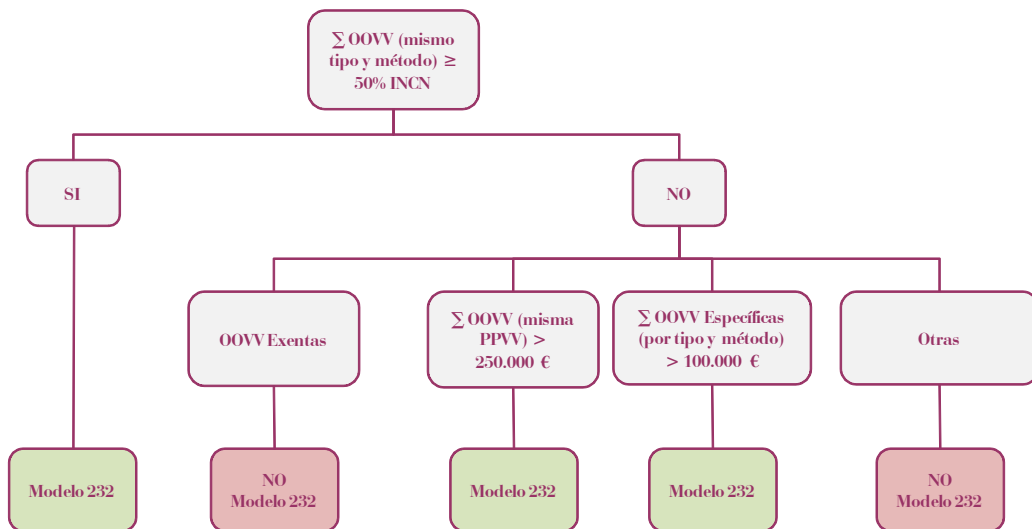 ∑ OOVV (mismo
tipo y método) ≥
50% INCN
SI
NO
OOVV Exentas
∑ OOVV (misma
PPVV) >
250.000 €
∑ OOVV Específicas
(por tipo y método)
> 100.000 €
Otras
Modelo 232
NO
Modelo 232
Modelo 232
Modelo 232
NO
Modelo 232